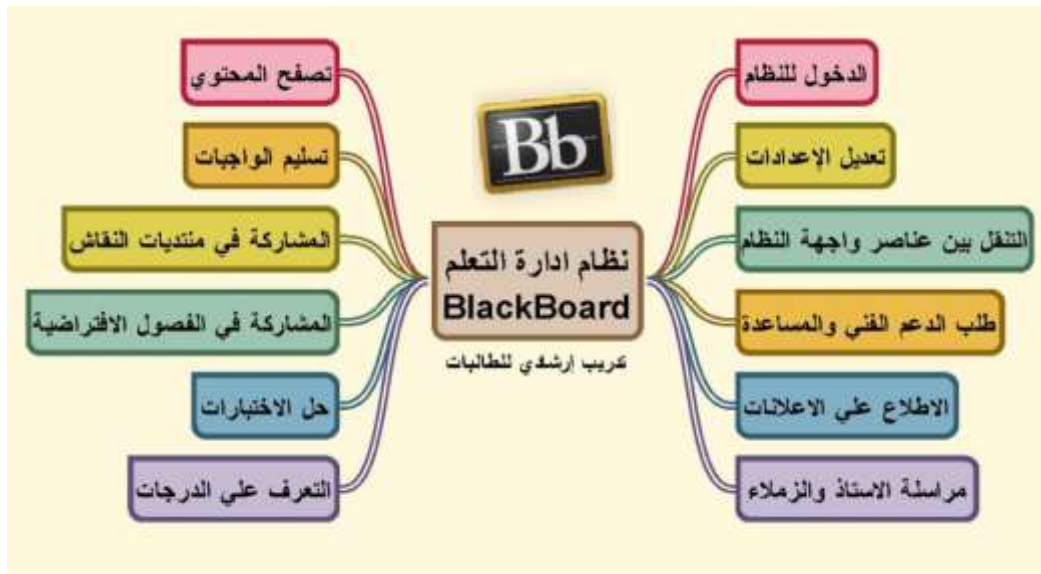 Bb
نظام ادارة التعلم
BlackBoard
تدريب إرشادي للطالبات
الدخول للنظام
تعديل الإعدادات
التنقل بين عناصر واجهة النظام
طلب الدعم الفني والمساعدة
الاطلاع علي الاعلانات
مراسلة الاستاذ والزملاء
تصفح المحتوي
تسليم الواجبات
المشاركة في منتديات النقاش
المشاركة في الفصول الافتراضية
حل الاختبارات
التعرف علي الدرجات